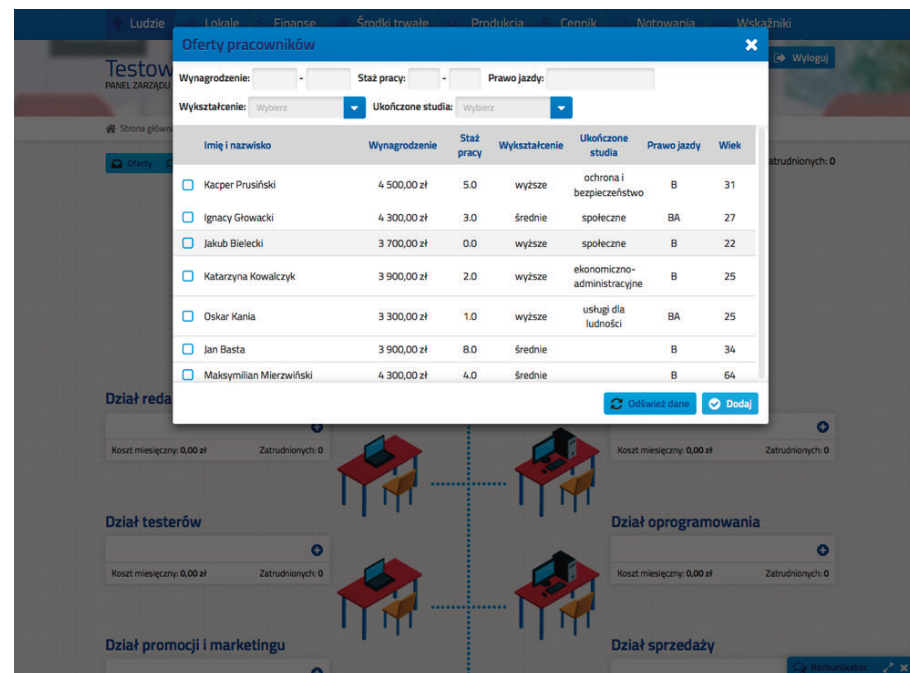 Ludzie Lokale Finanse Środki trwałe Produkcja Cennik Notowania Wskaźniki
Oferty pracowników
Testow
PANEL ZARZĄDU
Wyloguj
Wynagrodzenie: - Staż pracy: - Prawo jazdy:
Wykształcenie: Wybierz Ukończone studia: Wybierz
Strona główn
Imię i nazwisko Wynagrodzenie Staż pracy Wykształcenie Ukończone studia Prawo jazdy Wiek
Oferty
atrudnionych: 0
Kacper Prusiński 4 500,00 zł 5.0 wyższe ochrona i bezpieczeństwo B 31
Ignacy Głowacki 4 300,00 zł 3.0 średnie społeczne BA 27
Jakub Bielecki 3 700,00 zł 0.0 wyższe społeczne B 22
Katarzyna Kowalczyk 3 900,00 zł 2.0 wyższe ekonomiczno-administracyjne B 25
Oskar Kania 3 300,00 zł 1.0 wyższe usługi dla ludności BA 25
Jan Basta 3 900,00 zł 8.0 średnie B 34
Maksymilian Mierzwiński 4 300,00 zł 4.0 średnie B 64
Odśwież dane Dodaj
Dział reda
Koszt miesięczny: 0,00 zł Zatrudnionych: 0
Koszt miesięczny: 0,00 zł Zatrudnionych: 0
Dział testerów Dział oprogramowania
Koszt miesięczny: 0,00 zł Zatrudnionych: 0
Koszt miesięczny: 0,00 zł Zatrudnionych: 0
Dział promocji i marketingu Dział sprzedaży
Komunikator